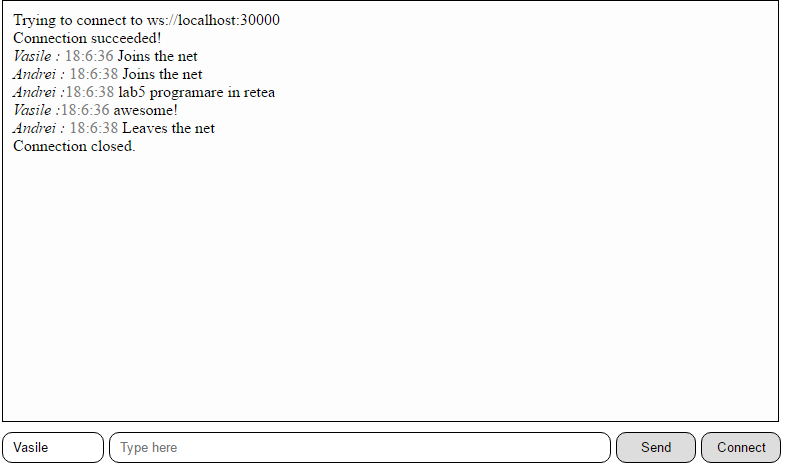 Trying to connect to ws://localhost:30000
Connection succeeded!
Vasile : 18:6:36 Joins the net
Andrei : 18:6:38 Joins the net
Andrei :18:6:38 lab5 programare in retea
Vasile :18:6:36 awesome!
Andrei : 18:6:38 Leaves the net
Connection closed.
Vasile Type here Send Connect